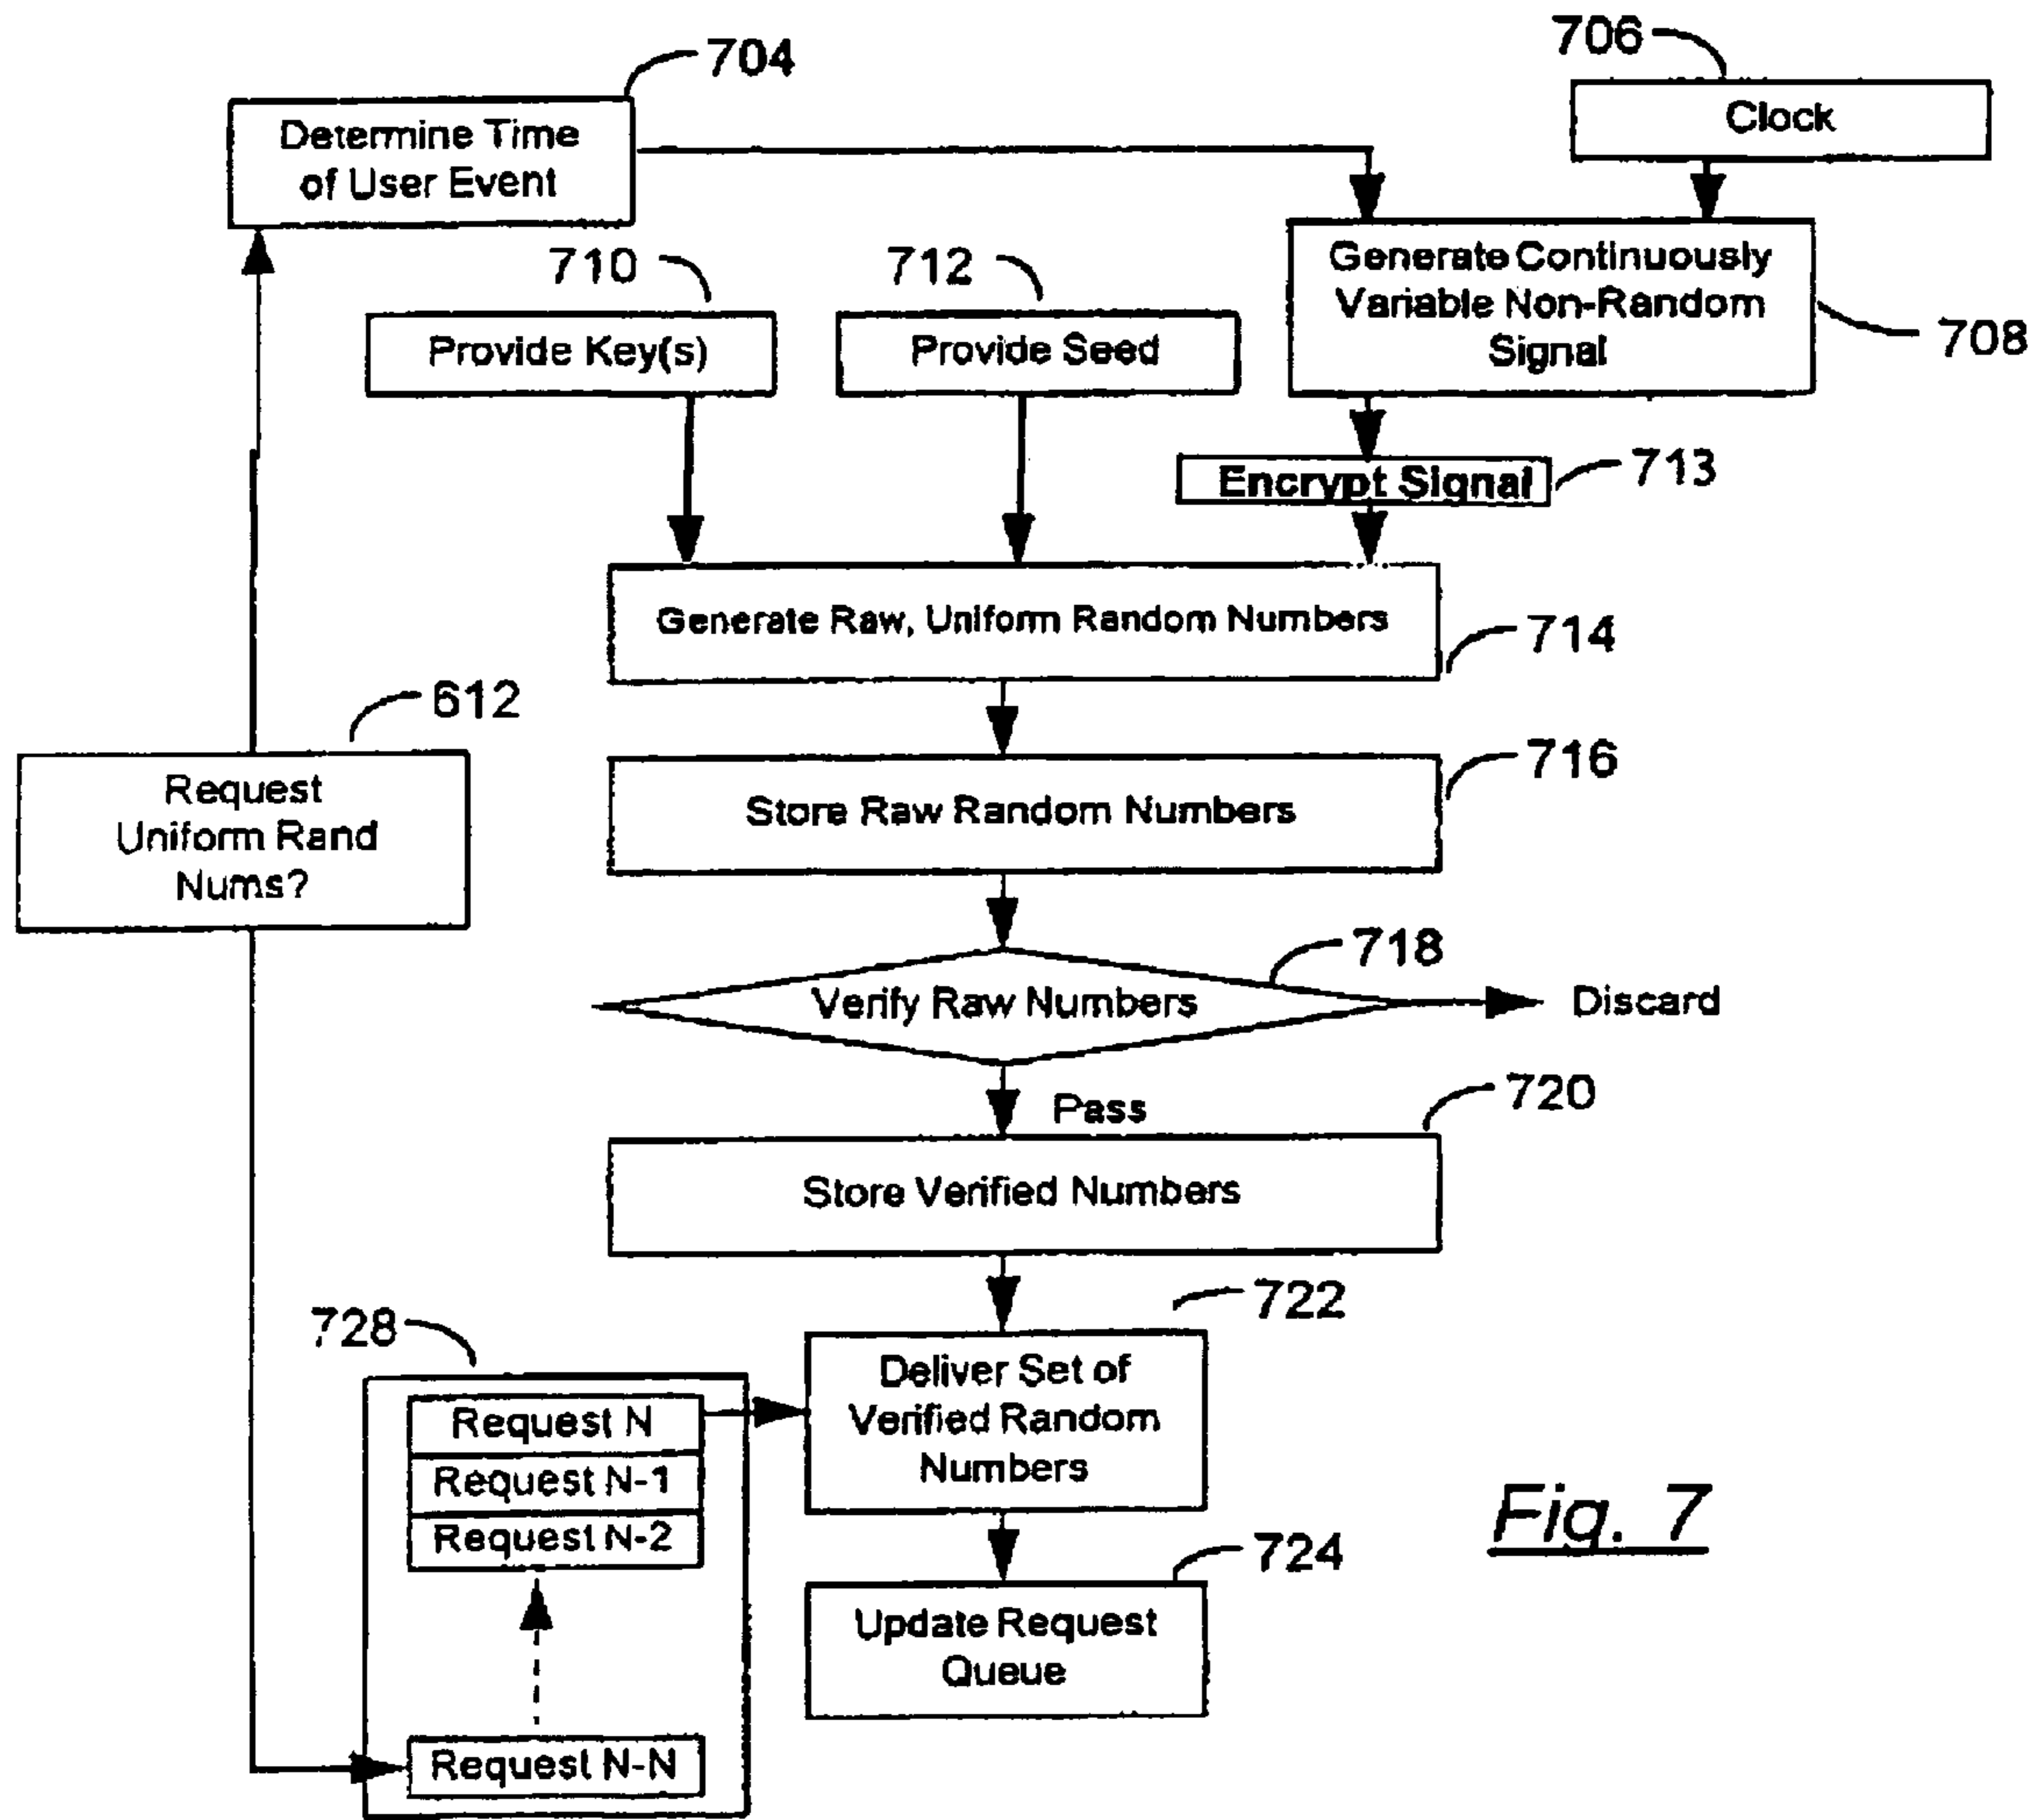 704
706
Determine Time
of User Event
Clock
710
712
Generate Continuously
Variable Non-Random
Signal
708
Provide Key(s)
Provide Seed
Encrypt Signal
713
Generate Raw, Uniform Random Numbers
714
612
Request
Uniform Rand
Nums?
716
Store Raw Random Numbers
718
Verify Raw Numbers
Discard
Pass
720
Store Verified Numbers
722
728
Deliver Set of
Verified Random
Numbers
Request N
Request N-1
Request N-2
Fig. 7
724
Update Request
Queue
Request N-N